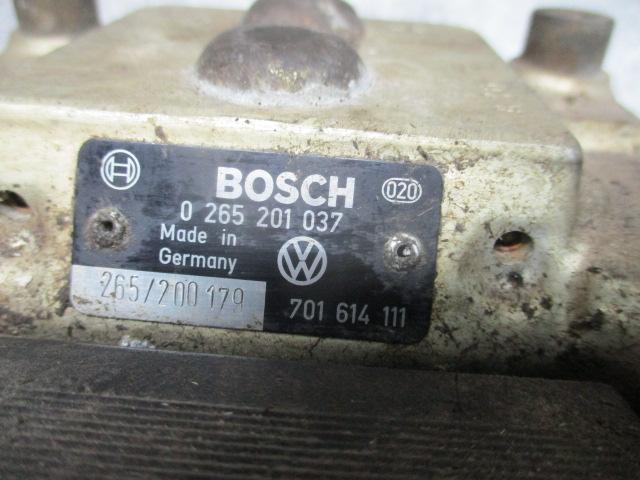 BOSCH 020
0 265 201 037
Made in
Germany
265/200 179
701 614 111